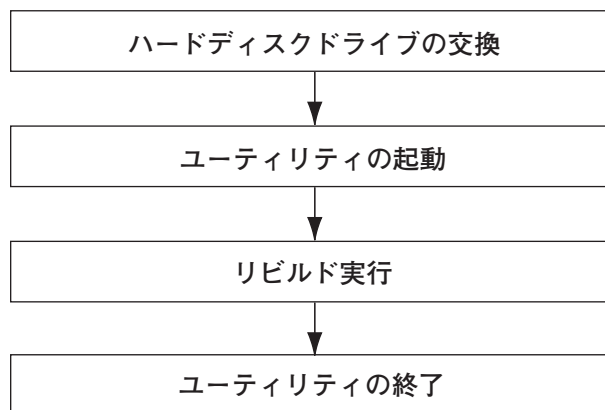 ハードディスクドライブの交換
ユーティリティの起動
リビルド実行
ユーティリティの終了